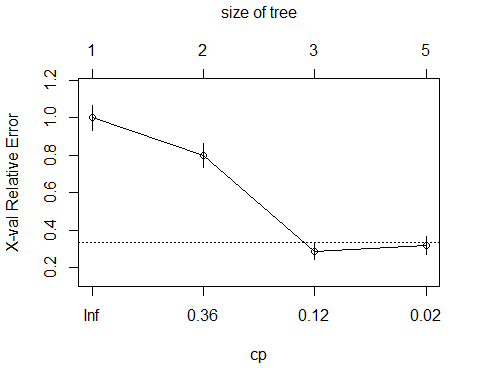 size of tree
1 2 3 5
X-val Relative Error
1.2
1.0
0.8
0.6
0.4
0.2
Inf 0.36 0.12 0.02
cp